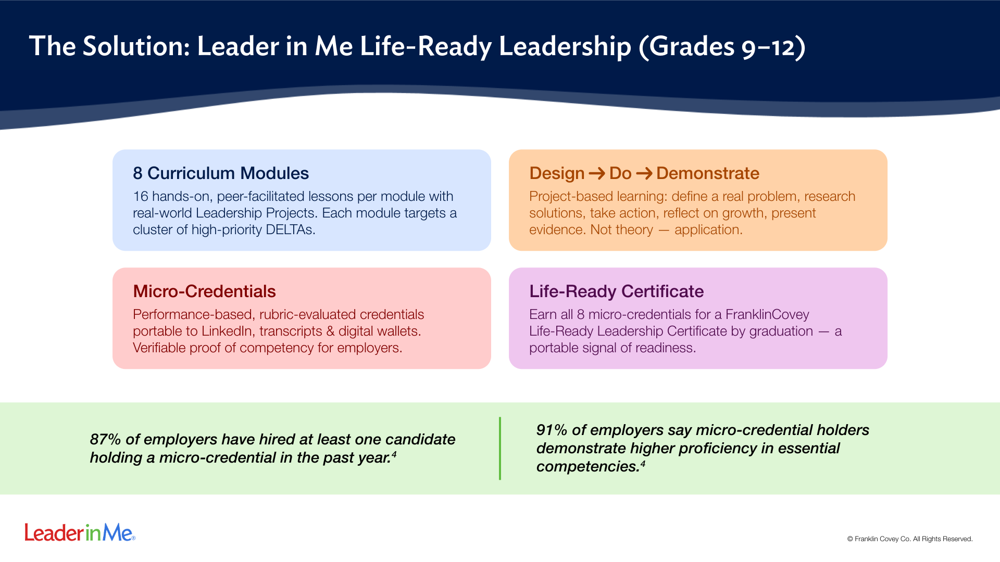 The Solution: Leader in Me Life-Ready Leadership (Grades 9–12)
8 Curriculum Modules
16 hands-on, peer-facilitated lessons per module with
real-world Leadership Projects. Each module targets a
cluster of high-priority DELTAs.
Design → Do → Demonstrate
Project-based learning: define a real problem, research
solutions, take action, reflect on growth, present
evidence. Not theory — application.
Micro-Credentials
Performance-based, rubric-evaluated credentials
portable to LinkedIn, transcripts & digital wallets.
Verifiable proof of competency for employers.
Life-Ready Certificate
Earn all 8 micro-credentials for a FranklinCovey
Life-Ready Leadership Certificate by graduation — a
portable signal of readiness.
87% of employers have hired at least one candidate
holding a micro-credential in the past year.⁴
91% of employers say micro-credential holders
demonstrate higher proficiency in essential
competencies.⁴
LeaderinMe®
© Franklin Covey Co. All Rights Reserved.